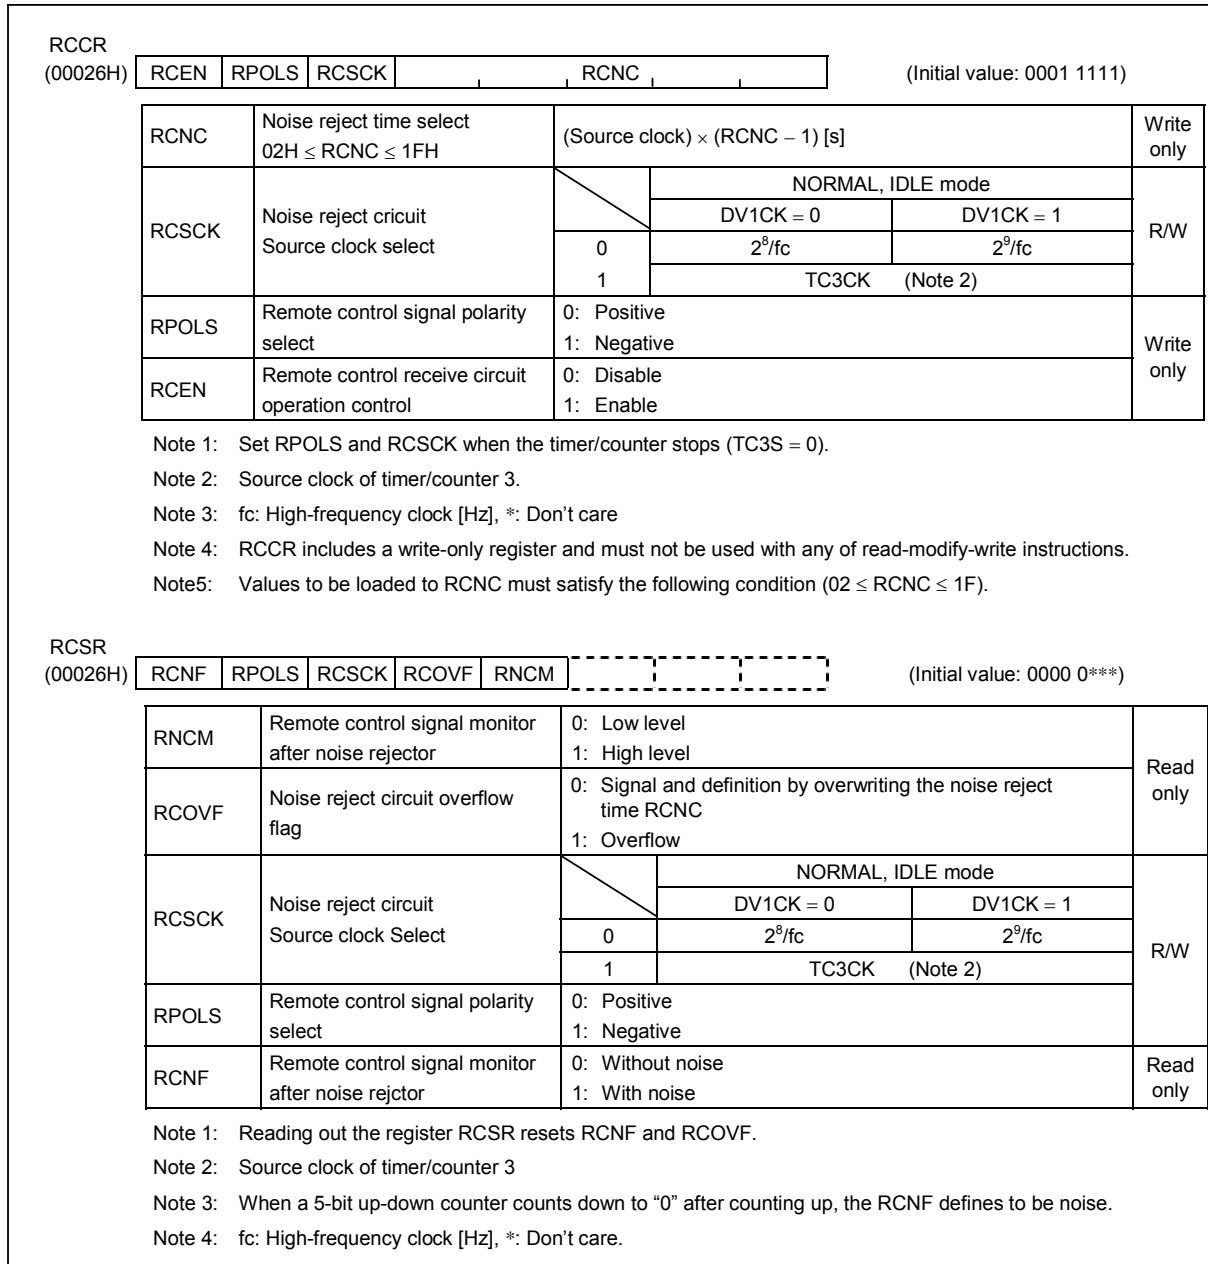 RCCR
(00026H) RCEN RPOLS RCSCK RCNC (Initial value: 0001 1111)
RCNC Noise reject time select 02H ≤ RCNC ≤ 1FH (Source clock) × (RCNC − 1) [s] Write only
RCSCK Noise reject cricuit Source clock select NORMAL, IDLE mode R/W
DV1CK = 0 DV1CK = 1
0 2⁸/fc 2⁹/fc
1 TC3CK (Note 2)
RPOLS Remote control signal polarity select 0: Positive
1: Negative
Write only
RCEN Remote control receive circuit operation control 0: Disable
1: Enable
Note 1: Set RPOLS and RCSCK when the timer/counter stops (TC3S = 0).
Note 2: Source clock of timer/counter 3.
Note 3: fc: High-frequency clock [Hz], *: Don't care
Note 4: RCCR includes a write-only register and must not be used with any of read-modify-write instructions.
Note5: Values to be loaded to RCNC must satisfy the following condition (02 ≤ RCNC ≤ 1F).
RCSR
(00026H) RCNF RPOLS RCSCK RCOVF RNCM (Initial value: 0000 0***)
RNCM Remote control signal monitor after noise rejector 0: Low level
1: High level
Read only
RCOVF Noise reject circuit overflow flag 0: Signal and definition by overwriting the noise reject time RCNC
1: Overflow
RCSCK Noise reject circuit Source clock Select NORMAL, IDLE mode R/W
DV1CK = 0 DV1CK = 1
0 2⁸/fc 2⁹/fc
1 TC3CK (Note 2)
RPOLS Remote control signal polarity select 0: Positive
1: Negative
RCNF Remote control signal monitor after noise rejctor 0: Without noise
1: With noise
Read only
Note 1: Reading out the register RCSR resets RCNF and RCOVF.
Note 2: Source clock of timer/counter 3
Note 3: When a 5-bit up-down counter counts down to “0” after counting up, the RCNF defines to be noise.
Note 4: fc: High-frequency clock [Hz], *: Don't care.